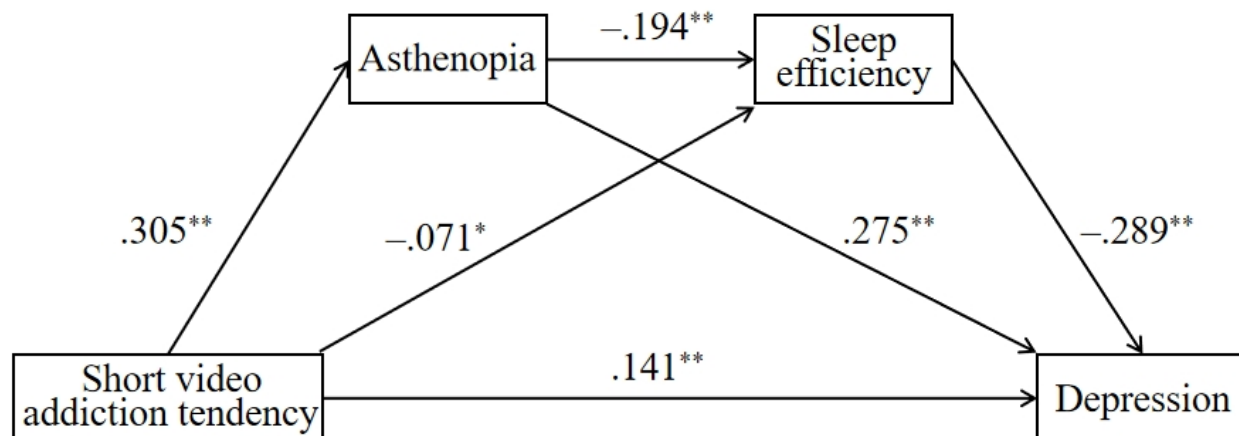 –.194**
Asthenopia
Sleep
efficiency
.305**
–.071*
.275**
–.289**
.141**
Short video
addiction tendency
Depression